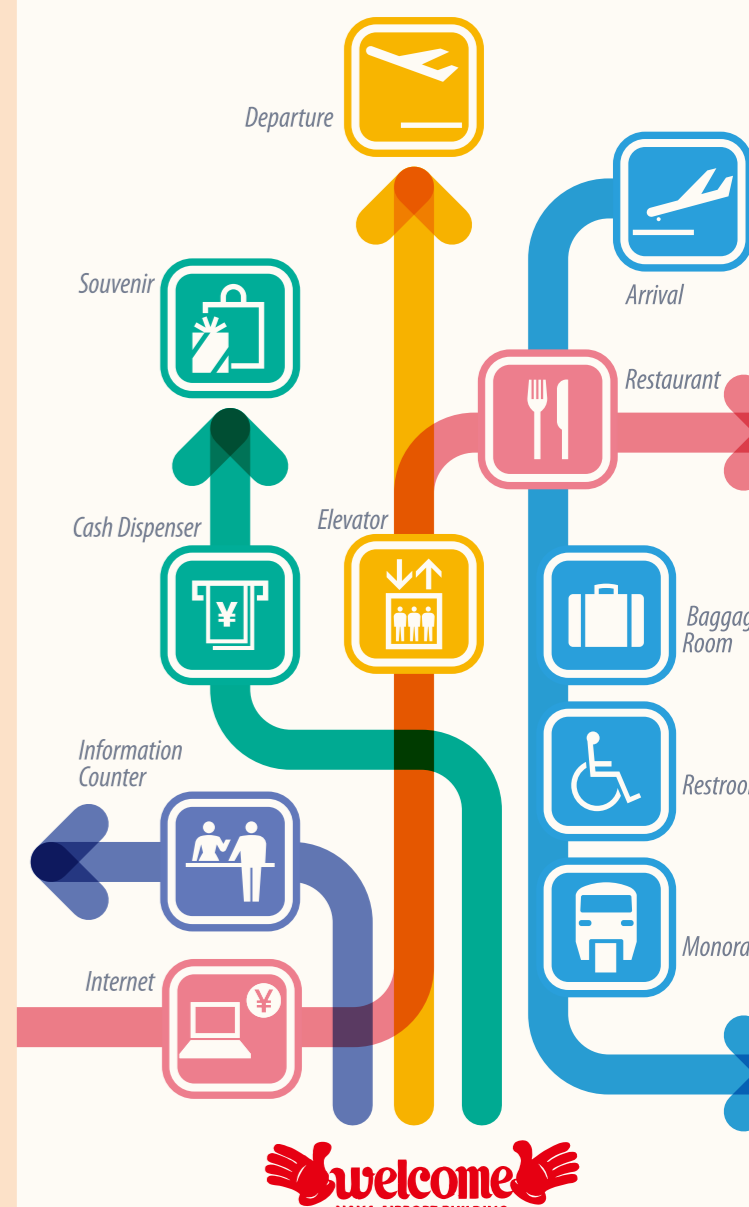 Departure
Souvenir
Arrival
Restaurant
Cash Dispenser
Elevator
¥
Room
Information
Counter
Internet
¥
welcome